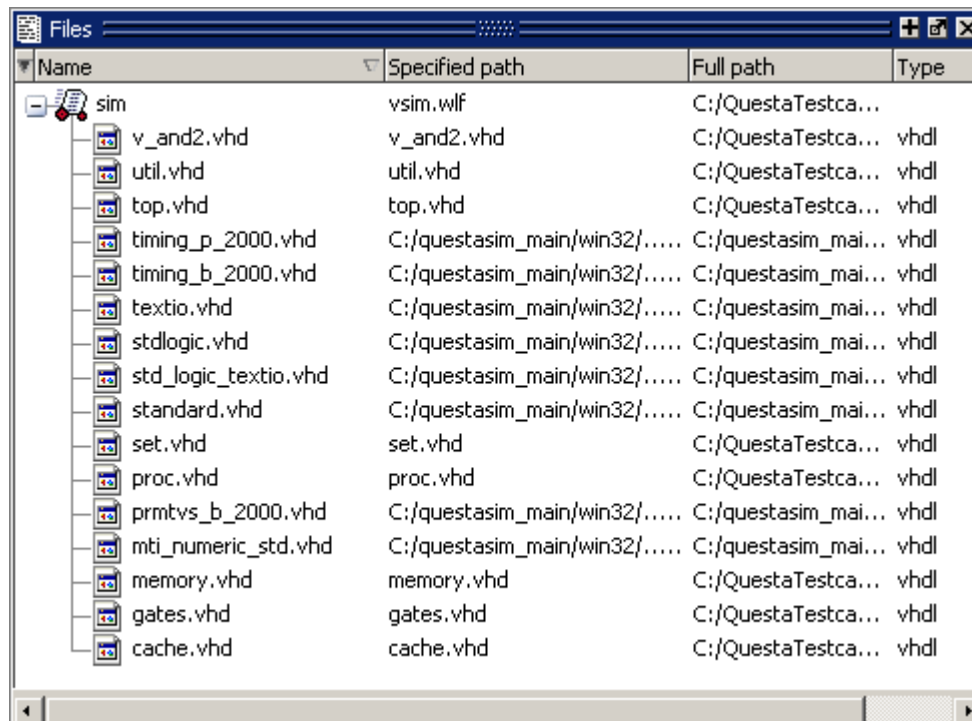 Files
Name Specified path Full path Type
sim vsim.wlf C:/QuestaTestca...
v_and2.vhd v_and2.vhd C:/QuestaTestca... vhdl
util.vhd util.vhd C:/QuestaTestca... vhdl
top.vhd top.vhd C:/QuestaTestca... vhdl
timing_p_2000.vhd C:/questasim_main/win32/..... C:/questasim_mai... vhdl
timing_b_2000.vhd C:/questasim_main/win32/..... C:/questasim_mai... vhdl
textio.vhd C:/questasim_main/win32/..... C:/questasim_mai... vhdl
stdlogic.vhd C:/questasim_main/win32/..... C:/questasim_mai... vhdl
std_logic_textio.vhd C:/questasim_main/win32/..... C:/questasim_mai... vhdl
standard.vhd C:/questasim_main/win32/..... C:/questasim_mai... vhdl
set.vhd set.vhd C:/QuestaTestca... vhdl
proc.vhd proc.vhd C:/QuestaTestca... vhdl
prmtvs_b_2000.vhd C:/questasim_main/win32/..... C:/questasim_mai... vhdl
mti_numeric_std.vhd C:/questasim_main/win32/..... C:/questasim_mai... vhdl
memory.vhd memory.vhd C:/QuestaTestca... vhdl
gates.vhd gates.vhd C:/QuestaTestca... vhdl
cache.vhd cache.vhd C:/QuestaTestca... vhdl